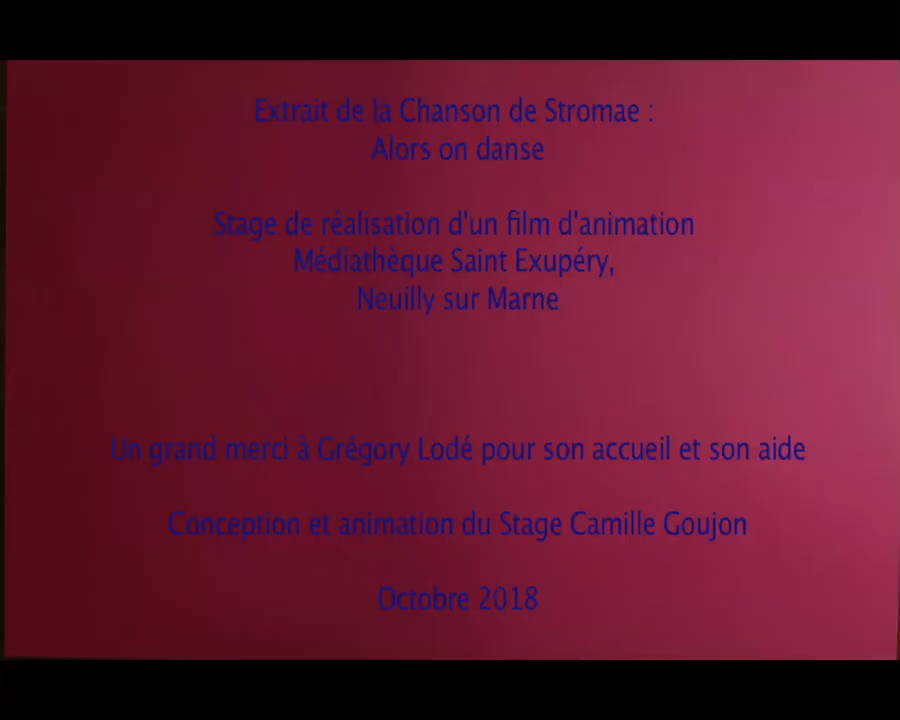 Extrait de la Chanson de Stromae :
Alors on danse
Stage de réalisation d'un film d'animation
Médiathèque Saint Exupéry,
Neuilly sur Marne
Un grand merci à Grégory Lodé pour son accueil et son aide
Conception et animation du Stage Camille Goujon
Octobre 2018